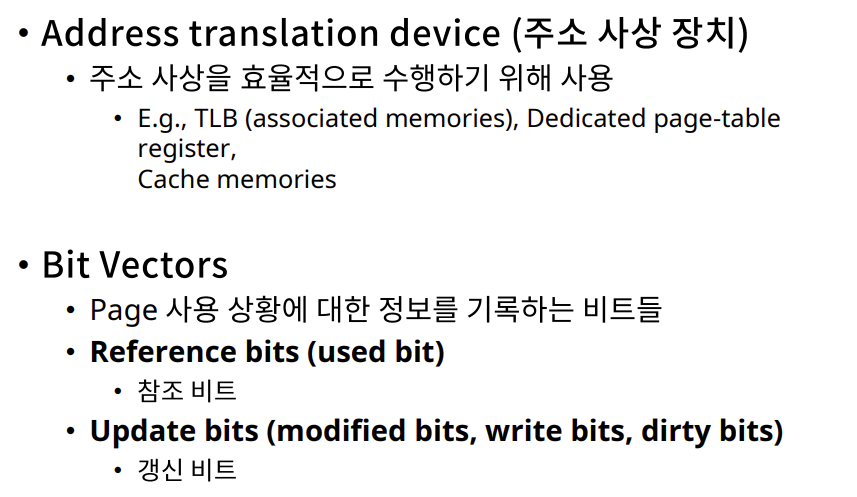 • Address translation device (주소 사상 장치)
• 주소 사상을 효율적으로 수행하기 위해 사용
• E.g., TLB (associated memories), Dedicated page-table
register,
Cache memories
• Bit Vectors
• Page 사용 상황에 대한 정보를 기록하는 비트들
• Reference bits (used bit)
• 참조 비트
• Update bits (modified bits, write bits, dirty bits)
• 갱신 비트